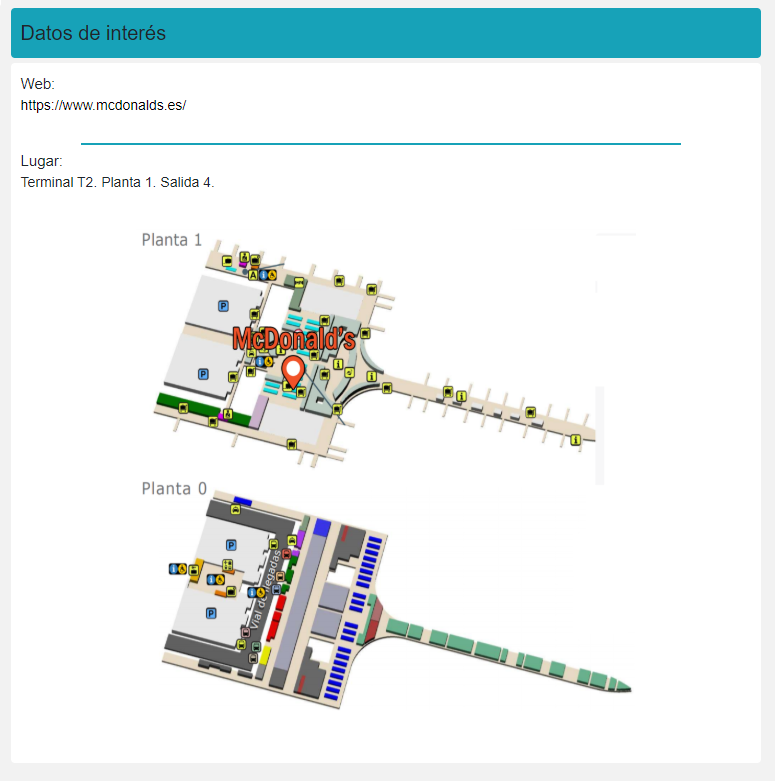 Datos de interés
Web:
https://www.mcdonalds.es/
Lugar:
Terminal T2. Planta 1. Salida 4.
Planta 1
A
P
McDonald's
P
Planta 0
P
Vial de llegadas
P